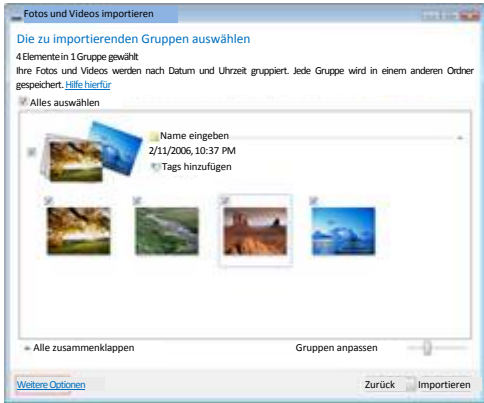 Fotos und Videos importieren
Die zu importierenden Gruppen auswählen
4 Elemente in 1 Gruppe gewählt
Ihre Fotos und Videos werden nach Datum und Uhrzeit gruppiert. Jede Gruppe wird in einem anderen Ordner
gespeichert. Hilfe hierfür
Alles auswählen
Name eingeben
2/11/2006, 10:37 PM
Tags hinzufügen
Alle zusammenklappen Gruppen anpassen
Weitere Optionen Zurück Importieren